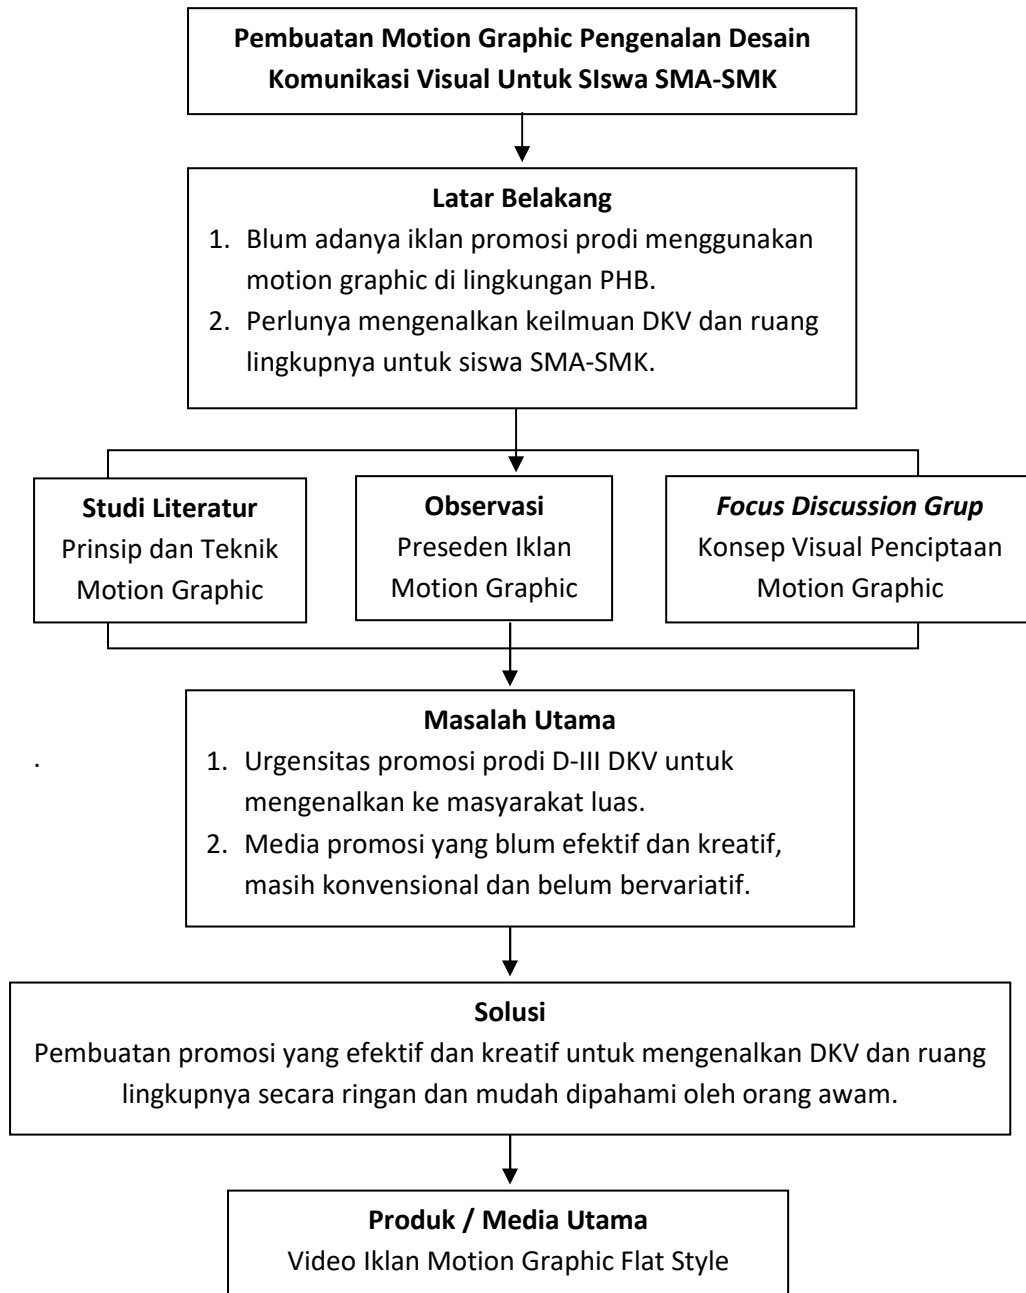 Pembuatan Motion Graphic Pengenalan Desain
Komunikasi Visual Untuk SIswa SMA-SMK
Latar Belakang
1. Blum adanya iklan promosi prodi menggunakan
motion graphic di lingkungan PHB.
2. Perlunya mengenalkan keilmuan DKV dan ruang
lingkupnya untuk siswa SMA-SMK.
Studi Literatur
Prinsip dan Teknik
Motion Graphic
Observasi
Preseden Iklan
Motion Graphic
Focus Discussion Grup
Konsep Visual Penciptaan
Motion Graphic
Masalah Utama
1. Urgensitas promosi prodi D-III DKV untuk
mengenalkan ke masyarakat luas.
2. Media promosi yang blum efektif dan kreatif,
masih konvensional dan belum bervariatif.
.
Solusi
Pembuatan promosi yang efektif dan kreatif untuk mengenalkan DKV dan ruang
lingkupnya secara ringan dan mudah dipahami oleh orang awam.
Produk / Media Utama
Video Iklan Motion Graphic Flat Style